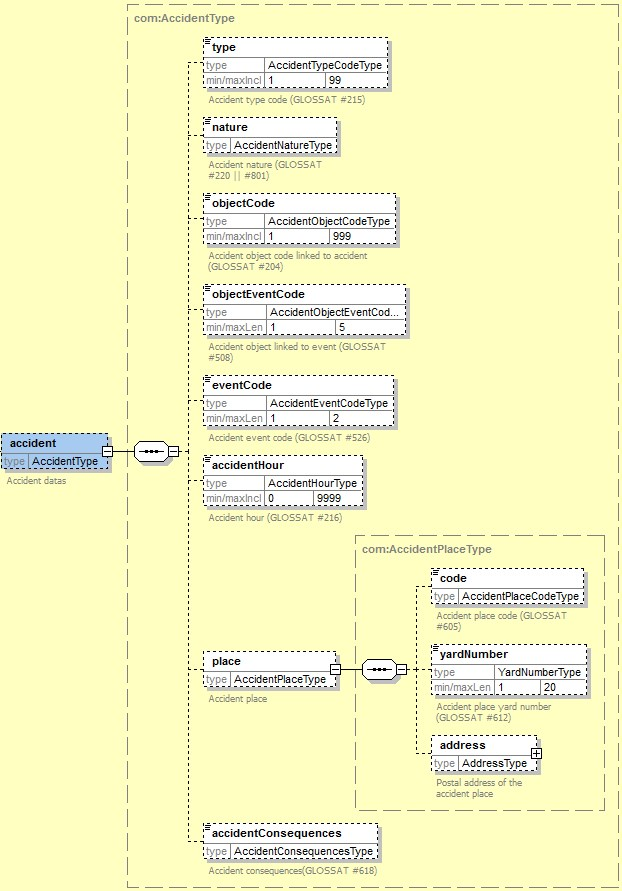 com:AccidentType
type
type AccidentTypeCodeType
min/maxIncl 1 99
Accident type code (GLOSSAT #215)
nature
type AccidentNatureType
Accident nature (GLOSSAT
#220 || #801)
objectCode
type AccidentObjectCodeType
min/maxIncl 1 999
Accident object code linked to accident
(GLOSSAT #204)
objectEventCode
type AccidentObjectEventCod...
min/maxLen 1 5
Accident object linked to event (GLOSSAT
#508)
eventCode
type AccidentEventCodeType
min/maxLen 1 2
Accident event code (GLOSSAT #526)
accident
type AccidentType
Accident datas
accidentHour
type AccidentHourType
min/maxIncl 0 9999
Accident hour (GLOSSAT #216)
place
type AccidentPlaceType
Accident place
com:AccidentPlaceType
code
type AccidentPlaceCodeType
Accident place code (GLOSSAT
#605)
yardNumber
type YardNumberType
min/maxLen 1 20
Accident place yard number
(GLOSSAT #612)
address
type AddressType
Postal address of the
accident place
accidentConsequences
type AccidentConsequencesType
Accident consequences(GLOSSAT #618)